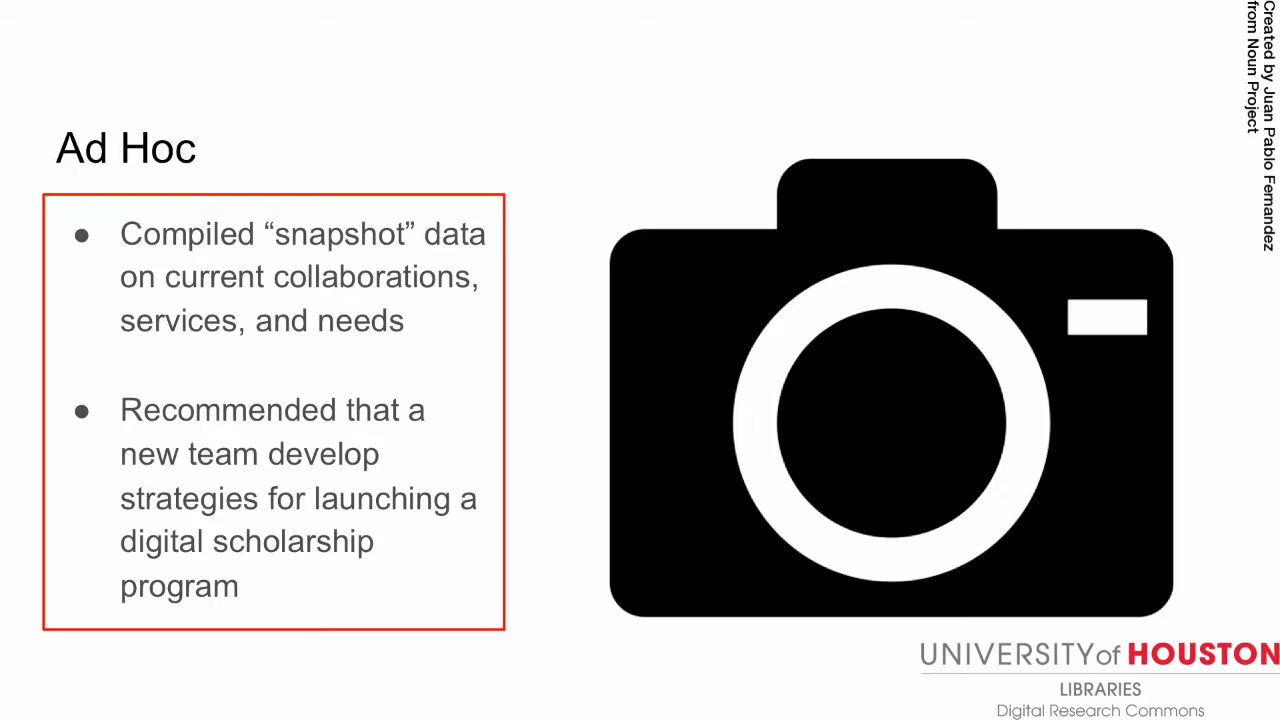 Ad Hoc
● Compiled “snapshot” data
on current collaborations,
services, and needs
● Recommended that a
new team develop
strategies for launching a
digital scholarship
program
Created by Juan Pablo Fernandez
from Noun Project
UNIVERSITY of HOUSTON
LIBRARIES
Digital Research Commons